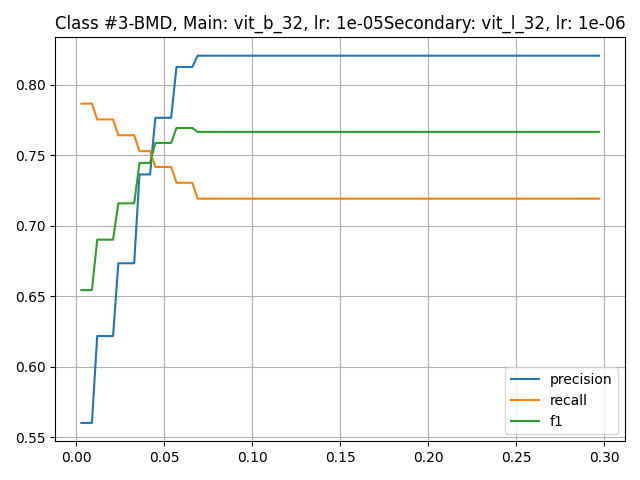 Class #3-BMD, Main: vit_b_32, lr: 1e-05Secondary: vit_l_32, lr: 1e-06
0.80
0.75
0.70
0.65
0.60
0.55
precision
recall
f1
0.00 0.05 0.10 0.15 0.20 0.25 0.30